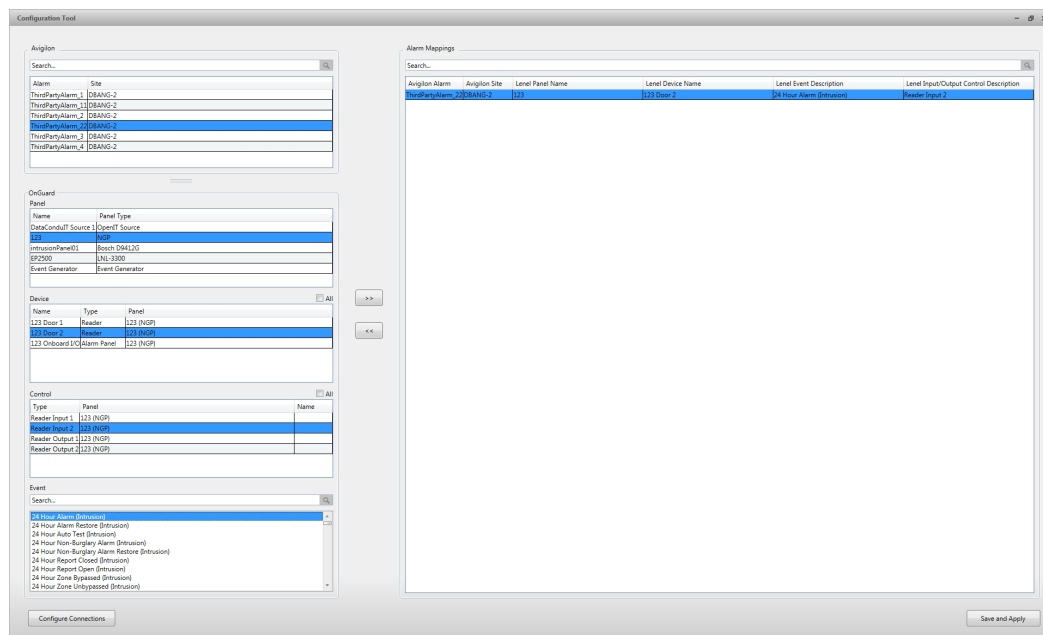 Configuration Tool
Avigilon
Search...
Alarm Site
ThirdPartyAlarm_1 DBANG-2
ThirdPartyAlarm_11 DBANG-2
ThirdPartyAlarm_2 DBANG-2
ThirdPartyAlarm_22 DBANG-2
ThirdPartyAlarm_3 DBANG-2
ThirdPartyAlarm_4 DBANG-2
OnGuard
Panel
Name Panel Type
DataConduIT Source 1 OpenIT Source
123 NGP
intrusionPanel01 Bosch D9412G
EP2500 LNL-3300
Event Generator Event Generator
Device All
Name Type Panel
123 Door 1 Reader 123 (NGP)
123 Door 2 Reader 123 (NGP)
123 Onboard I/O Alarm Panel 123 (NGP)
Control All
Type Panel Name
Reader Input 1 123 (NGP)
Reader Input 2 123 (NGP)
Reader Output 1 123 (NGP)
Reader Output 2 123 (NGP)
Event
Search...
24 Hour Alarm (Intrusion)
24 Hour Alarm Restore (Intrusion)
24 Hour Auto Test (Intrusion)
24 Hour Non-Burglary Alarm (Intrusion)
24 Hour Non-Burglary Alarm Restore (Intrusion)
24 Hour Report Closed (Intrusion)
24 Hour Report Open (Intrusion)
24 Hour Zone Bypassed (Intrusion)
24 Hour Zone Unbypassed (Intrusion)
Configure Connections
>>
<<
Alarm Mappings
Search...
Avigilon Alarm Avigilon Site Lenel Panel Name Lenel Device Name Lenel Event Description Lenel Input/Output Control Description
ThirdPartyAlarm_22 DBANG-2 123 123 Door 2 24 Hour Alarm (Intrusion) Reader Input 2
Save and Apply